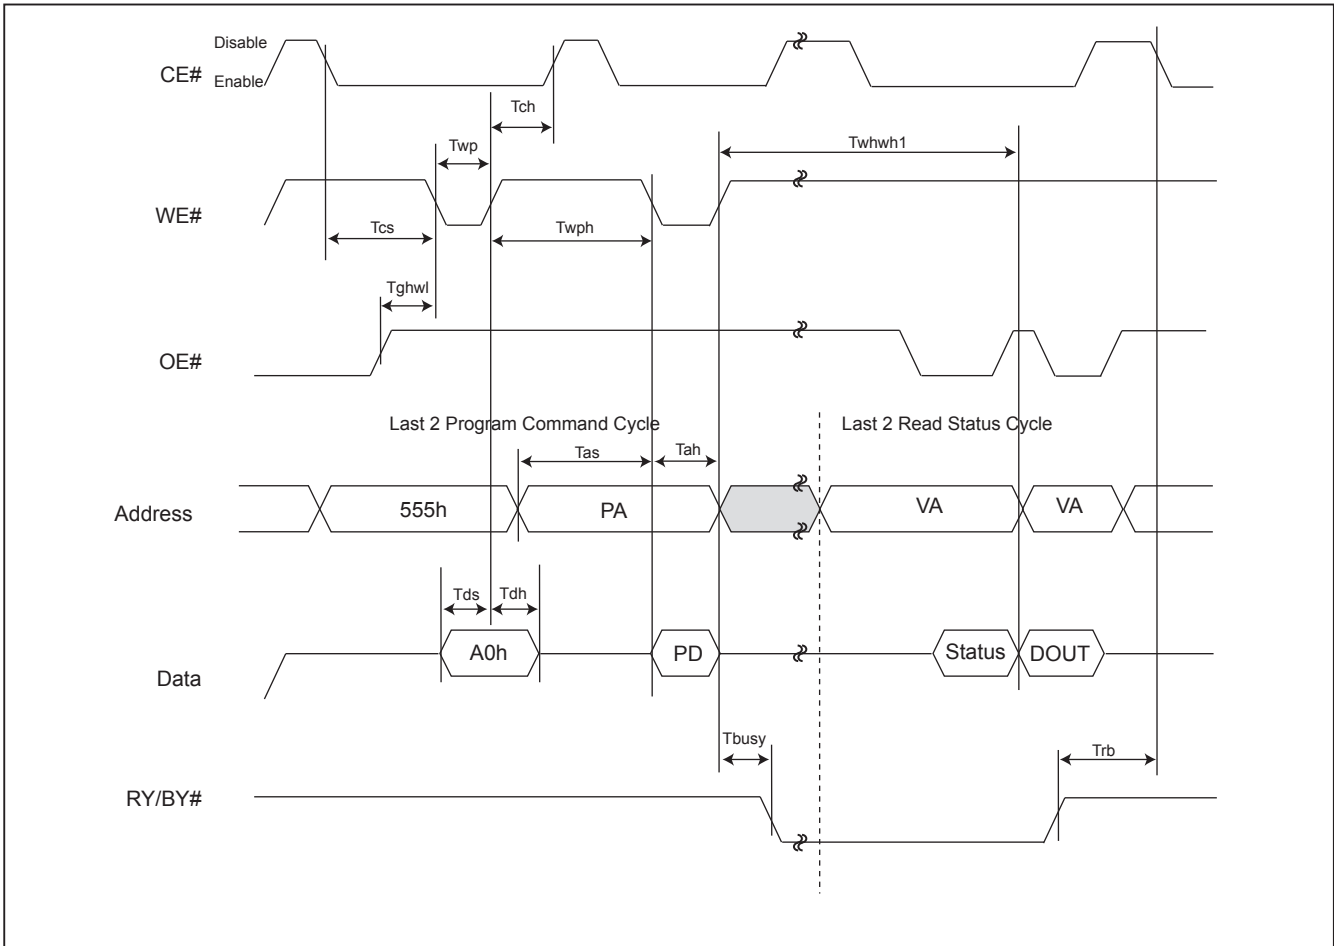 Disable
CE#
Enable
Tch
Twp
Twhwh1
WE#
Tcs
Twph
Tghwl
OE#
Last 2 Program Command Cycle
Last 2 Read Status Cycle
Tas
Tah
Address
555h
PA
VA
VA
Tds
Tdh
Data
A0h
PD
Status
DOUT
Tbusy
Trb
RY/BY#